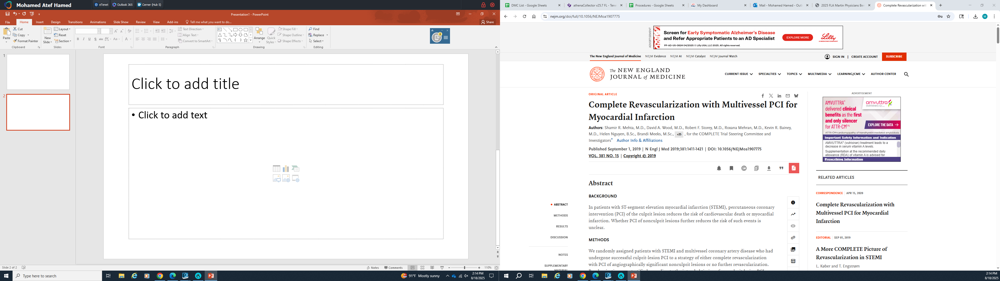 Mohamed Atef Hamed
eTenet
Outlook 365
Cerner (Hub 5)
Presentation1 - PowerPoint
File Home Insert Design Transitions Animations Slide Show Review View Add-ins Tell me what you want to do...
Share
Paste
Cut
Copy
Format Painter
Clipboard
New Slide
Layout
Reset
Section
Slides
B I U S abc AV Aa A
Font
Text Direction
Align Text
Convert to SmartArt
Paragraph
Arrange
Quick Styles
Shape Fill
Shape Outline
Shape Effects
Drawing
Find
Replace
Select
Editing
1
2
Click to add title
• Click to add text
Slide 2 of 2
Notes
Comments
110%
Type here to search
91°F Mostly sunny
2:14 PM
8/18/2025
DMC List - Google Sheets
athenaCollector v25.7 FL - Tene
Procedures - Google Sheets
My Dashboard
Mail - Mohamed Hamed - Outl
2025 FLA Martin Physicians Ben
Complete Revascularization with
nejm.org/doi/full/10.1056/NEJMoa1907775
M
ADVERTISEMENT
Screen for Early Symptomatic Alzheimer's Disease
and Refer Appropriate Patients to an AD Specialist
PP-AD-US-0824 04/2025 © Lilly USA, LLC 2025. All rights reserved.
EXPLORE MORE
Lilly
A MEDICINE COMPANY
The New England Journal of Medicine NEJM Evidence NEJM AI NEJM Catalyst NEJM Journal Watch
SIGN IN | CREATE ACCOUNT
SUBSCRIBE
The NEW ENGLAND
JOURNAL of MEDICINE
CURRENT ISSUE SPECIALTIES TOPICS MULTIMEDIA LEARNING/CME AUTHOR CENTER
ORIGINAL ARTICLE
Complete Revascularization with Multivessel PCI for
Myocardial Infarction
Authors: Shamir R. Mehta, M.D., David A. Wood, M.D., Robert F. Storey, M.D., Roxana Mehran, M.D., Kevin R. Bainey,
M.D., Helen Nguyen, B.Sc., Brandi Meeks, M.Sc., +25 , for the COMPLETE Trial Steering Committee and
Investigators* Author Info & Affiliations
Published September 1, 2019 | N Engl J Med 2019;381:1411-1421 | DOI: 10.1056/NEJMoa1907775
VOL. 381 NO. 15 | Copyright © 2019
Abstract
BACKGROUND
In patients with ST-segment elevation myocardial infarction (STEMI), percutaneous coronary
intervention (PCI) of the culprit lesion reduces the risk of cardiovascular death or myocardial
infarction. Whether PCI of nonculprit lesions further reduces the risk of such events is
unclear.
METHODS
We randomly assigned patients with STEMI and multivessel coronary artery disease who had
undergone successful culprit-lesion PCI to a strategy of either complete revascularization
with PCI of angiographically significant nonculprit lesions or no further revascularization.
ABSTRACT
METHODS
RESULTS
DISCUSSION
NOTES
SUPPLEMENTARY
MATERIAL
ADVERTISEMENT
AMVUTTRA®
delivered clinical
benefits as the first
and only silencer
for ATTR-CM1-4
amvuttra
(vutrisiran)
EXPLORE THE DATA
ATTR-CM=cardiomyopathy of transthyretin-mediated amyloidosis.
Important Safety Information and Indication
AMVUTTRA® (vutrisiran) treatment leads to a
decrease in serum vitamin A levels.
Supplementation at the recommended daily
allowance (RDA) of vitamin A is advised for
Prescribing Information
RELATED ARTICLES
CORRESPONDENCE APR 15, 2020
Complete Revascularization with
Multivessel PCI for Myocardial
Infarction
EDITORIAL SEP 01, 2019
A More COMPLETE Picture of
Revascularization in STEMI
L. Køber and T. Engstrøm
2:14 PM
8/18/2025